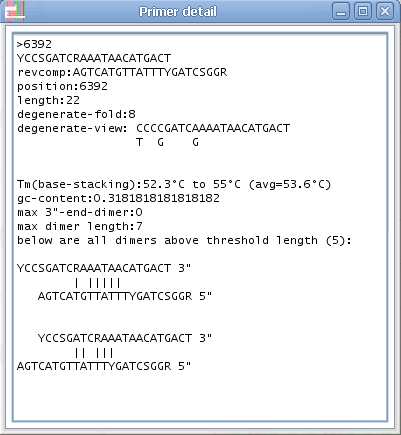 Primer detail
>6392
YCCSGATCRAAATAACATGACT
revcomp:AGTCATGTTATTTYGATCSGGR
position:6392
length:22
degenerate-fold:8
degenerate-view: CCCCGATCAAAATAACATGACT
                 T  G    G
Tm(base-stacking):52.3°C to 55°C (avg=53.6°C)
gc-content:0.3181818181818182
max 3"-end-dimer:0
max dimer length:7
below are all dimers above threshold length (5):
YCCSGATCRAAATAACATGACT 3"
        | |||||
   AGTCATGTTATTTYGATCSGGR 5"
   YCCSGATCRAAATAACATGACT 3"
        || |||
AGTCATGTTATTTYGATCSGGR 5"